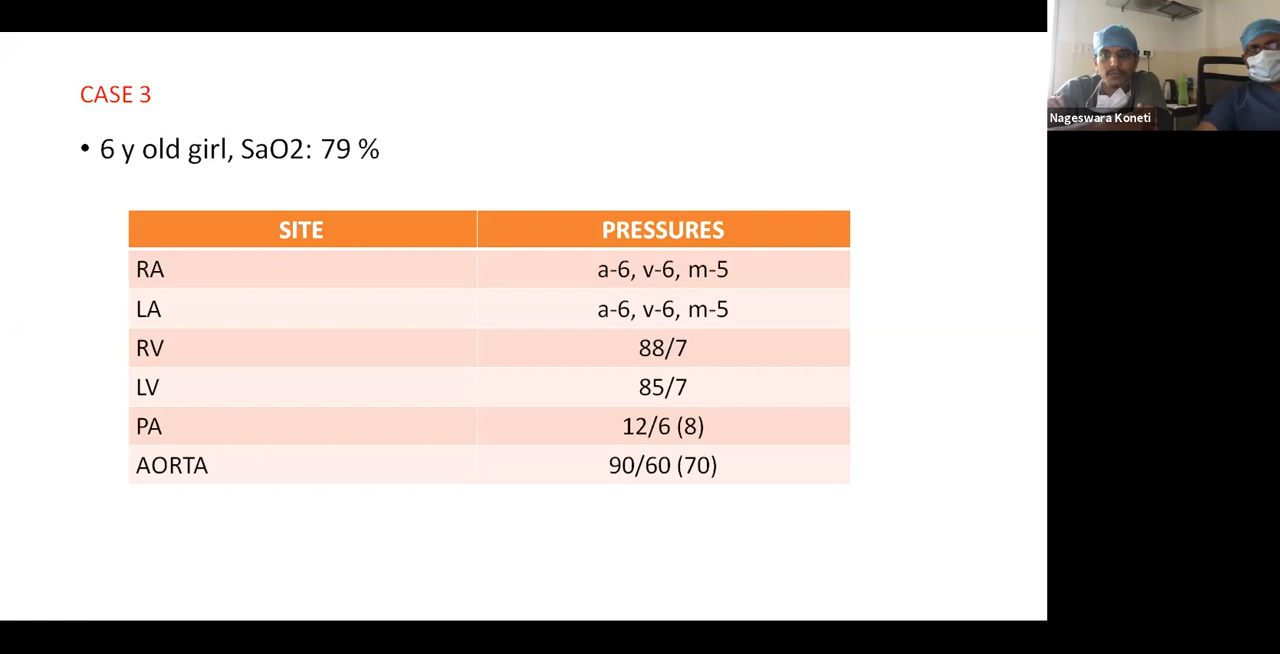 CASE 3
• 6 y old girl, SaO2: 79 %
SITE PRESSURES
RA a-6, v-6, m-5
LA a-6, v-6, m-5
RV 88/7
LV 85/7
PA 12/6 (8)
AORTA 90/60 (70)
Nageswara Koneti